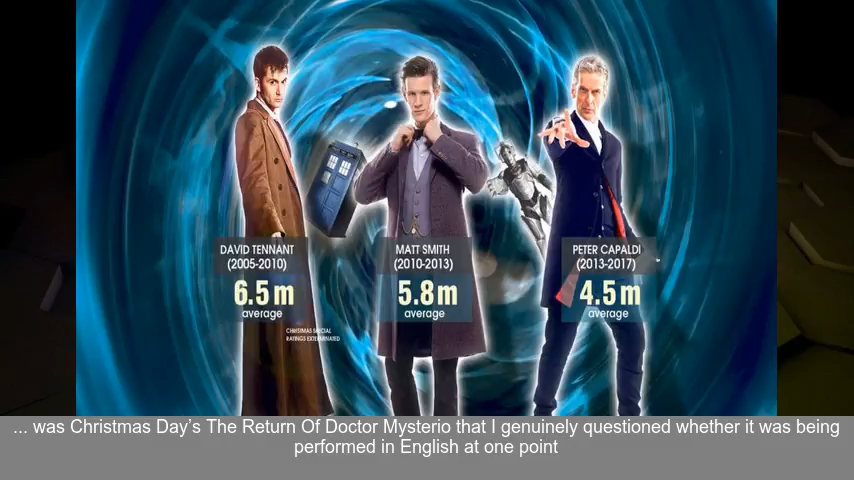 DAVID TENNANT
(2005-2010)
6.5m
average
MATT SMITH
(2010-2013)
5.8m
average
PETER CAPALDI
(2013-2017)
4.5m
average
CHRISTMAS SPECIAL
RATINGS EXTERMINATED
... was Christmas Day’s The Return Of Doctor Mysterio that I genuinely questioned whether it was being
performed in English at one point